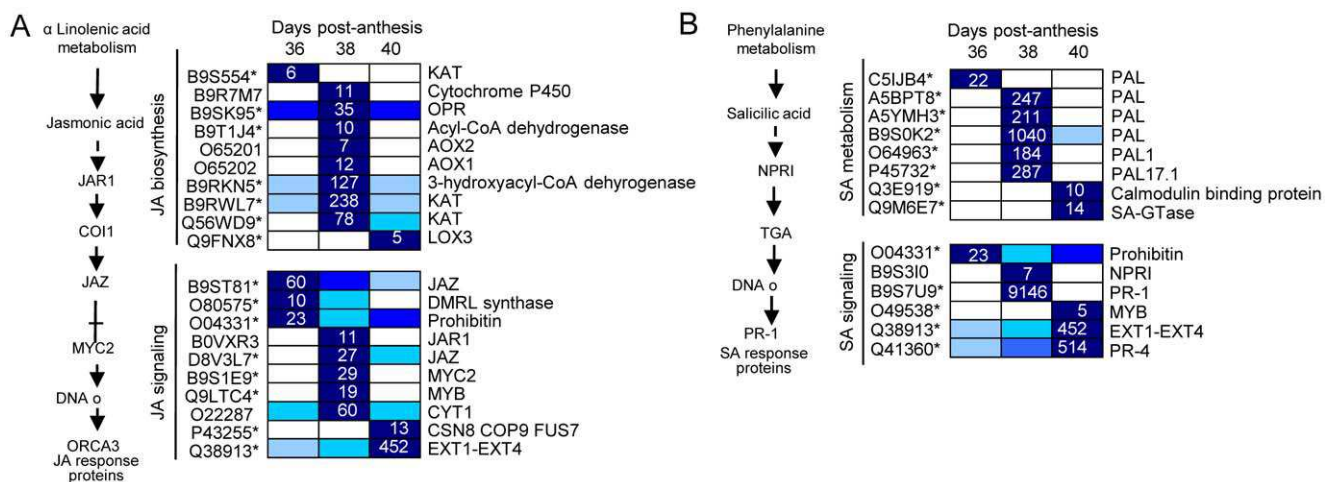 A
α Linolenic acid
metabolism
Jasmonic acid
JAR1
COI1
JAZ
MYC2
DNA o
ORCA3
JA response
proteins
Days post-anthesis
36 38 40
JA biosynthesis
B9S554* 6 KAT
B9R7M7 11 Cytochrome P450
B9SK95* 35 OPR
B9T1J4* 10 Acyl-CoA dehydrogenase
O65201 7 AOX2
O65202 12 AOX1
B9RKN5* 127 3-hydroxyacyl-CoA dehyrogenase
B9RWL7* 238 KAT
Q56WD9* 78 KAT
Q9FNX8* 5 LOX3
JA signaling
B9ST81* 60 JAZ
O80575* 10 DMRL synthase
O04331* 23 Prohibitin
B0VXR3 11 JAR1
D8V3L7* 27 JAZ
B9S1E9* 29 MYC2
Q9LTC4* 19 MYB
O22287 60 CYT1
P43255* 13 CSN8 COP9 FUS7
Q38913* 452 EXT1-EXT4
B
Phenylalanine
metabolism
Salicilic acid
NPRI
TGA
DNA o
PR-1
SA response
proteins
Days post-anthesis
36 38 40
SA metabolism
C5IJB4* 22 PAL
A5BPT8* 247 PAL
A5YMH3* 211 PAL
B9S0K2* 1040 PAL
O64963* 184 PAL1
P45732* 287 PAL17.1
Q3E919* 10 Calmodulin binding protein
Q9M6E7* 14 SA-GTase
SA signaling
O04331* 23 Prohibitin
B9S3I0 7 NPRI
B9S7U9* 9146 PR-1
O49538* 5 MYB
Q38913* 452 EXT1-EXT4
Q41360* 514 PR-4